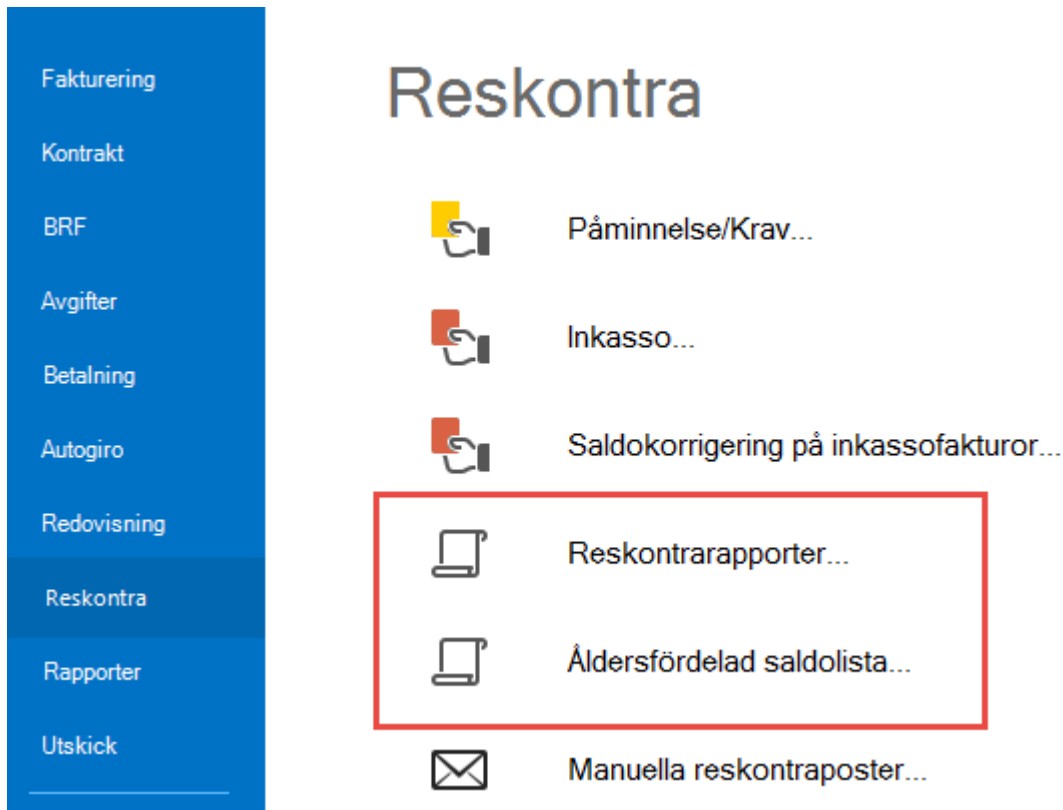 Fakturering
Kontrakt
BRF
Avgifter
Betalning
Autogiro
Redovisning
Reskontra
Rapporter
Utskick
Reskontra
Påminnelse/Krav...
Inkasso...
Saldokorrigering på inkassofakturor...
Reskontrarapporter...
Åldersfördelad saldolista...
Manuella reskontraposter...